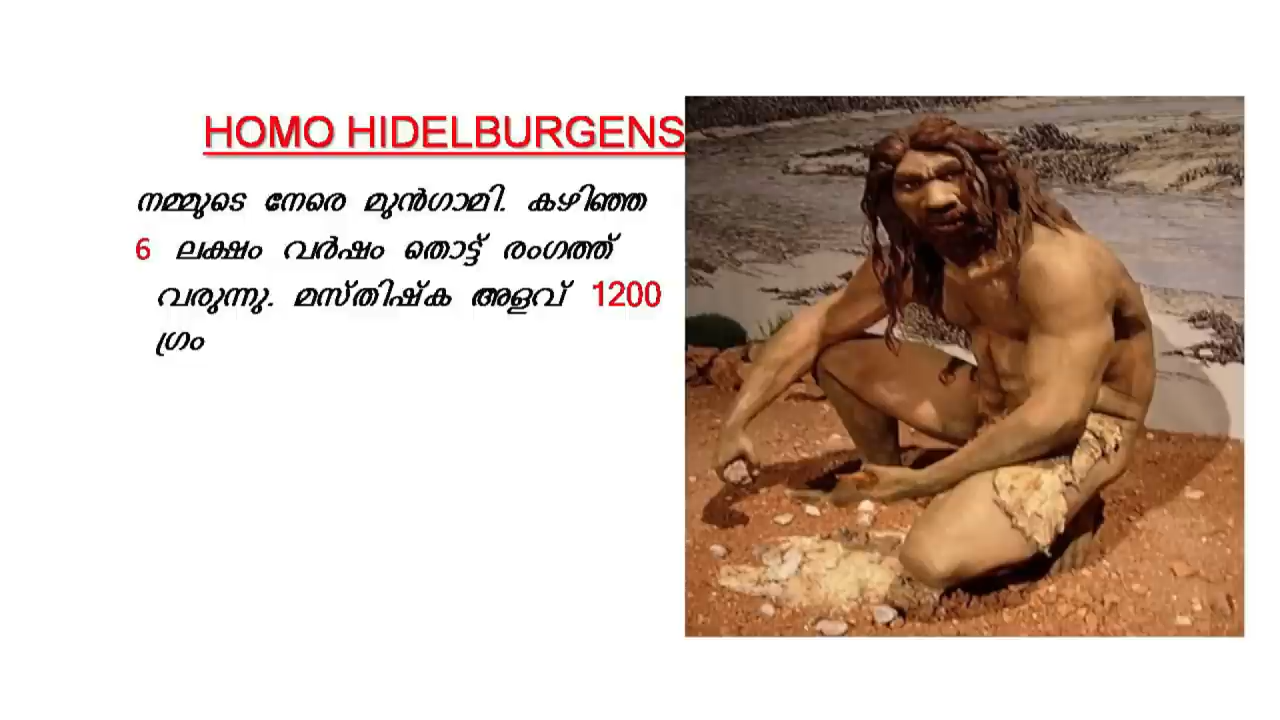 HOMO HIDELBURGENS
നമ്മുടെ നേരെ മുൻഗാമി. കഴിഞ്ഞ
6 ലക്ഷം വർഷം തൊട്ട് രംഗത്ത്
വരുന്നു. മസ്തിഷ്ക അളവ് 1200
ഗ്രം